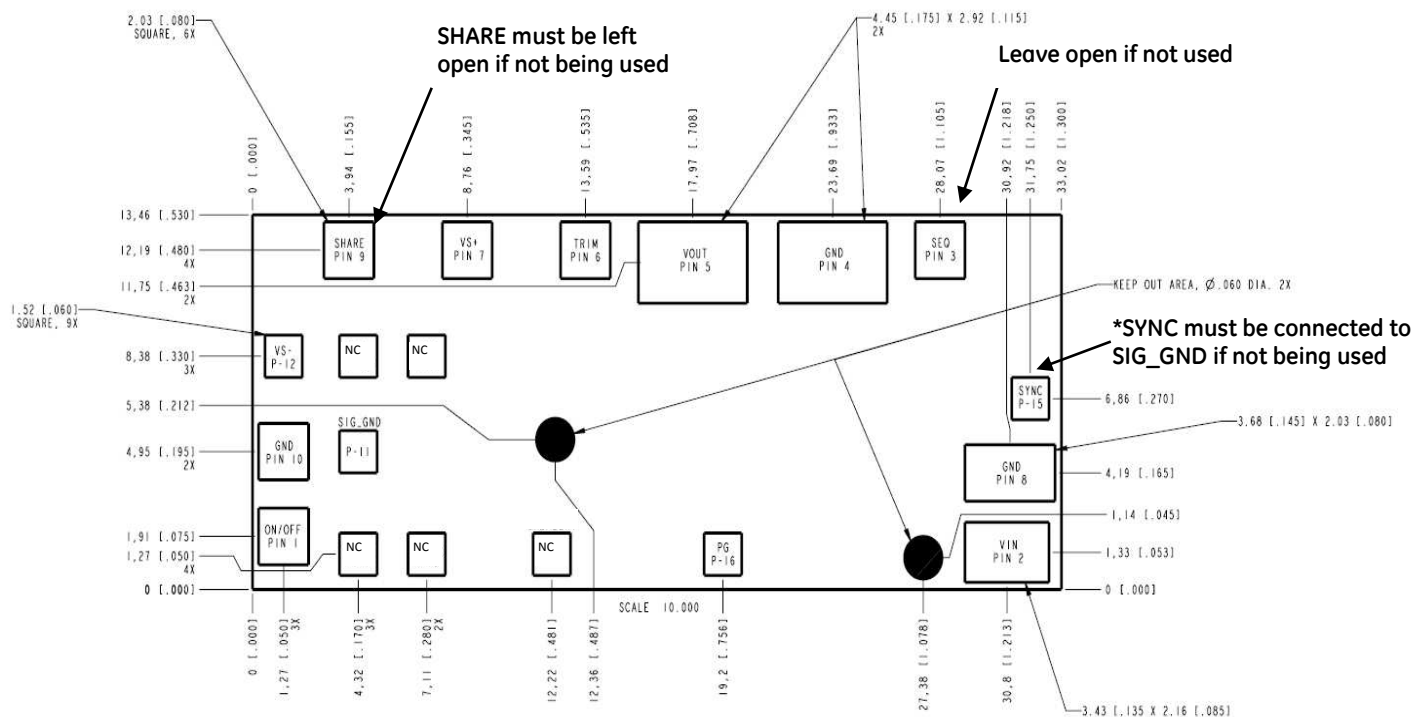 2.03 [.080]
SQUARE, 6X
SHARE must be left
open if not being used
4.45 [.175] X 2.92 [.115]
2X
Leave open if not used
0 [.000]
3,94 [.155]
8,76 [.345]
13,59 [.535]
17,97 [.708]
23,69 [.933]
28,07 [1.105]
30,92 [1.218]
31,75 [1.250]
33,02 [1.300]
13,46 [.530]
12,19 [.480]
4X
11,75 [.463]
2X
SHARE
PIN 9
VS+
PIN 7
TRIM
PIN 6
VOUT
PIN 5
GND
PIN 4
SEQ
PIN 3
KEEP OUT AREA, Ø.060 DIA. 2X
1.52 [.060]
SQUARE, 9X
*SYNC must be connected to
SIG_GND if not being used
8,38 [.330]
3X
VS-
P-12
NC
NC
SYNC
P-15
6,86 [.270]
5,38 [.212]
3.68 [.145] X 2.03 [.080]
SIG_GND
4,95 [.195]
2X
GND
PIN 10
P-11
GND
PIN 8
4,19 [.165]
1,14 [.045]
1,91 [.075]
3X
1,27 [.050]
4X
ON/OFF
PIN 1
NC
NC
NC
PG
P-16
VIN
PIN 2
1,33 [.053]
0 [.000]
0 [.000]
SCALE 10.000
0 [.000]
1,27 [.050]
3X
4,32 [.170]
3X
7,11 [.280]
2X
12,22 [.481]
12,36 [.487]
19,2 [.756]
27,38 [1.078]
30,8 [1.213]
3.43 [.135 X 2.16 [.085]